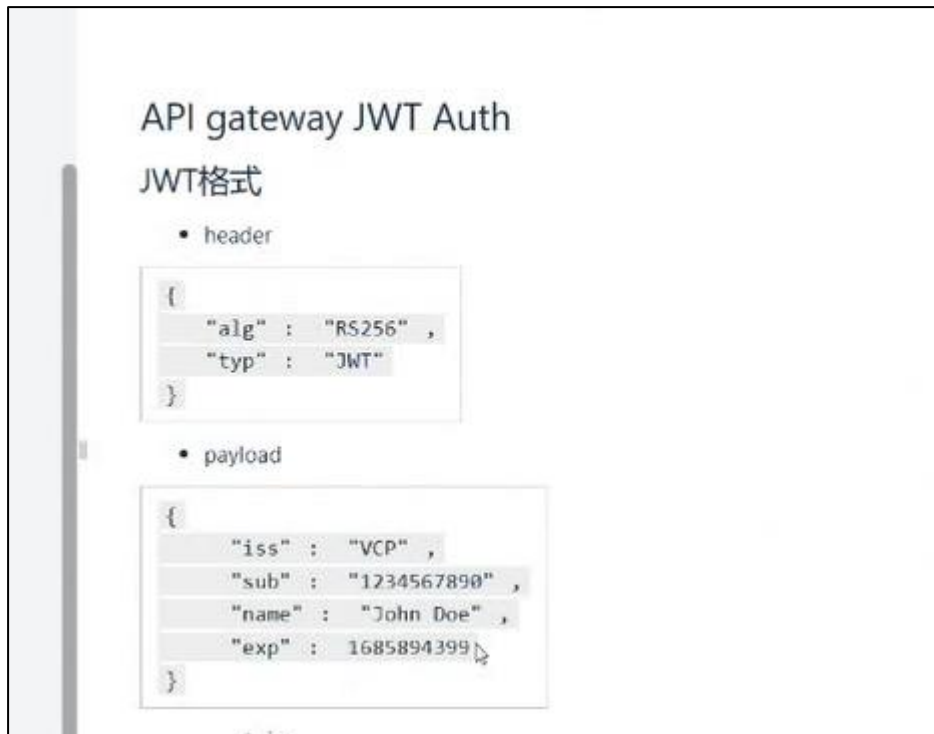 API gateway JWT Auth
JWT格式
• header
{
"alg" : "RS256" ,
"typ" : "JWT"
}
• payload
{
"iss" : "VCP" ,
"sub" : "1234567890" ,
"name" : "John Doe" ,
"exp" : 1685894399
}